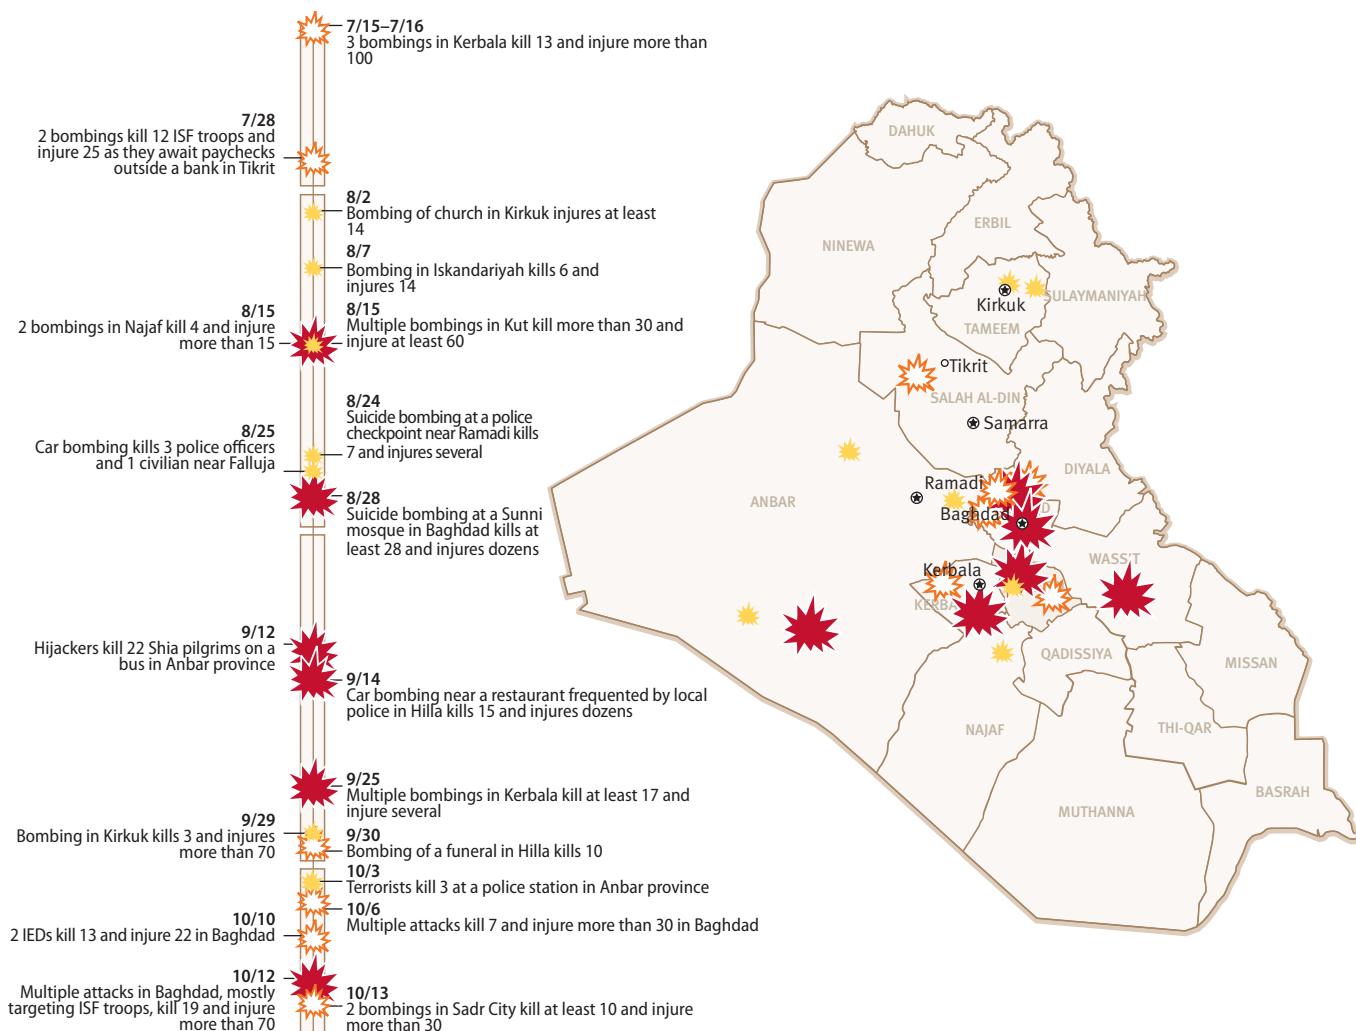 7/15–7/16
3 bombings in Kerbala kill 13 and injure more than
100
7/28
2 bombings kill 12 ISF troops and
injure 25 as they await paychecks
outside a bank in Tikrit
8/2
Bombing of church in Kirkuk injures at least
14
8/7
Bombing in Iskandariyah kills 6 and
injures 14
8/15
2 bombings in Najaf kill 4 and injure
more than 15
8/15
Multiple bombings in Kut kill more than 30 and
injure at least 60
8/24
Suicide bombing at a police
checkpoint near Ramadi kills
7 and injures several
8/25
Car bombing kills 3 police officers
and 1 civilian near Falluja
8/28
Suicide bombing at a Sunni
mosque in Baghdad kills at
least 28 and injures dozens
9/12
Hijackers kill 22 Shia pilgrims on a
bus in Anbar province
9/14
Car bombing near a restaurant frequented by local
police in Hilla kills 15 and injures dozens
9/25
Multiple bombings in Kerbala kill at least 17 and
injure several
9/29
Bombing in Kirkuk kills 3 and injures
more than 70
9/30
Bombing of a funeral in Hilla kills 10
10/3
Terrorists kill 3 at a police station in Anbar province
10/6
Multiple attacks kill 7 and injure more than 30 in Baghdad
10/10
2 IEDs kill 13 and injure 22 in Baghdad
10/12
Multiple attacks in Baghdad, mostly
targeting ISF troops, kill 19 and injure
more than 70
10/13
2 bombings in Sadr City kill at least 10 and injure
more than 30
DAHUK
NINEWA
ERBIL
SULAYMANIYAH
Kirkuk
TAMEEM
Tikrit
SALAH AL-DIN
Samarra
DIYALA
Ramadi
ANBAR
Baghdad
WASS'T
Kerbala
QADISSIYA
MISSAN
NAJAF
THI-QAR
BASRAH
MUTHANNA